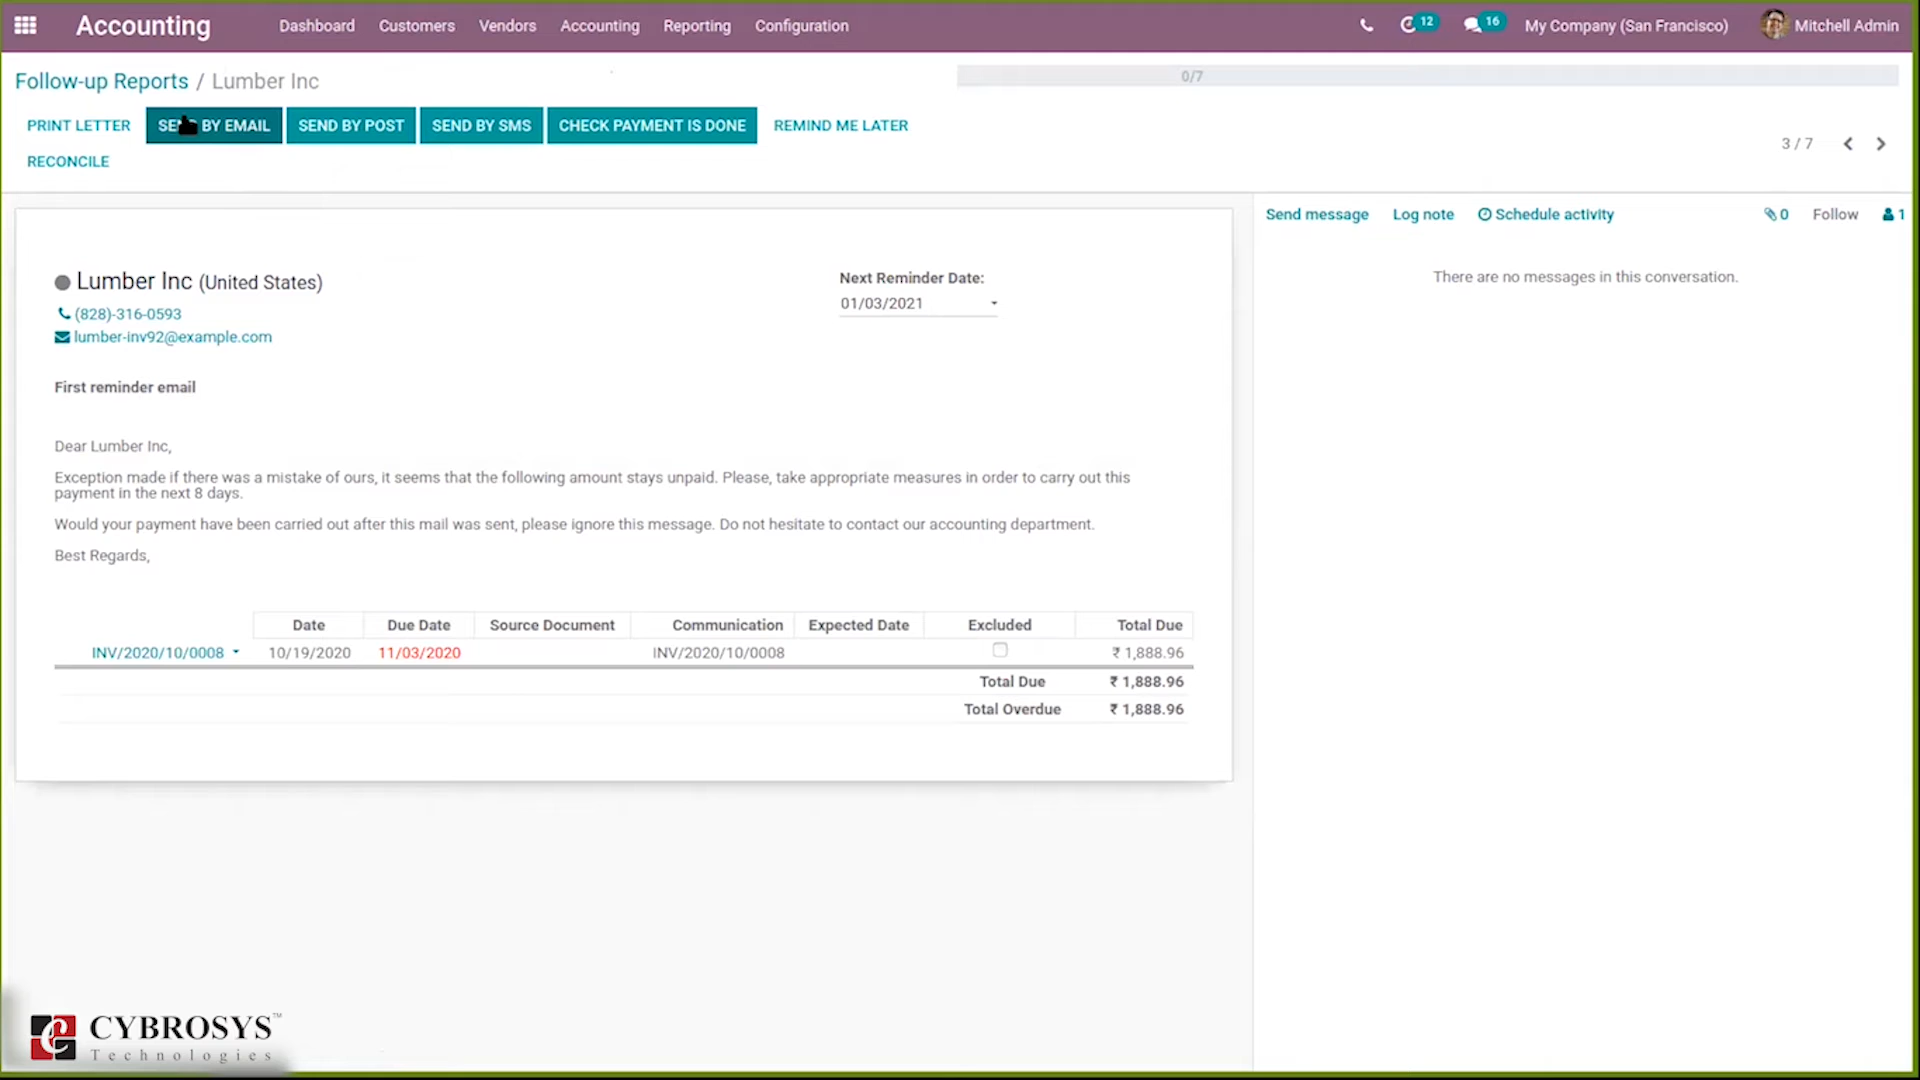 Accounting Dashboard Customers Vendors Accounting Reporting Configuration 12 16 My Company (San Francisco) Mitchell Admin
Follow-up Reports / Lumber Inc 0/7
PRINT LETTER SEND BY EMAIL SEND BY POST SEND BY SMS CHECK PAYMENT IS DONE REMIND ME LATER
3 / 7
RECONCILE
Send message Log note Schedule activity 0 Follow 1
There are no messages in this conversation.
Lumber Inc (United States)
(828)-316-0593
lumber-inv92@example.com
Next Reminder Date:
01/03/2021
First reminder email
Dear Lumber Inc,
Exception made if there was a mistake of ours, it seems that the following amount stays unpaid. Please, take appropriate measures in order to carry out this
payment in the next 8 days.
Would your payment have been carried out after this mail was sent, please ignore this message. Do not hesitate to contact our accounting department.
Best Regards,
Date Due Date Source Document Communication Expected Date Excluded Total Due
INV/2020/10/0008 10/19/2020 11/03/2020 INV/2020/10/0008 ₹ 1,888.96
Total Due ₹ 1,888.96
Total Overdue ₹ 1,888.96
CYBROSYS™
Technologies